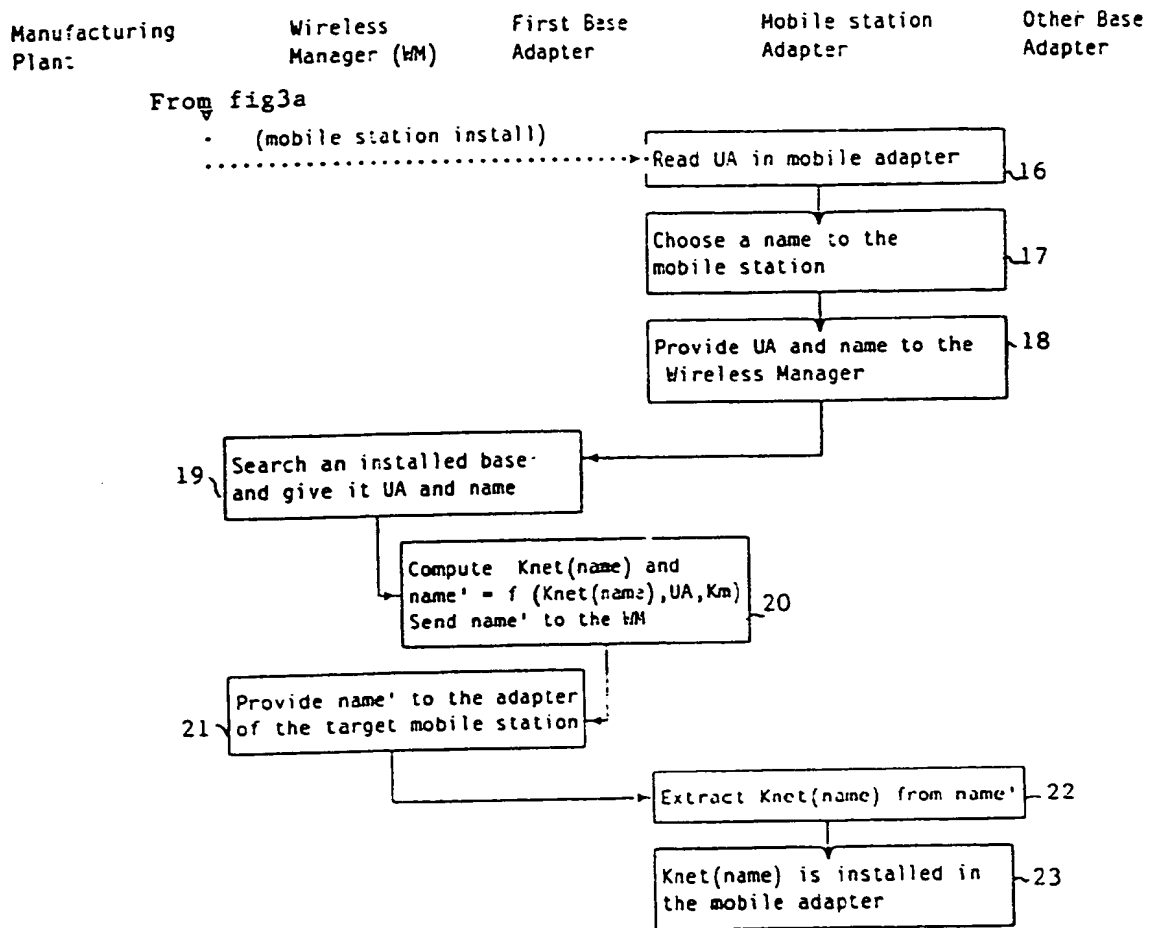 Manufacturing Plant
Wireless Manager (WM)
First Base Adapter
Mobile station Adapter
Other Base Adapter
From fig3a
(mobile station install)
Read UA in mobile adapter
16
Choose a name to the
mobile station
17
Provide UA and name to the
Wireless Manager
18
19
Search an installed base
and give it UA and name
Compute Knet(name) and
name' = f (Knet(name),UA,Km)
Send name' to the WM
20
21
Provide name' to the adapter
of the target mobile station
Extract Knet(name) from name'
22
Knet(name) is installed in
the mobile adapter
23